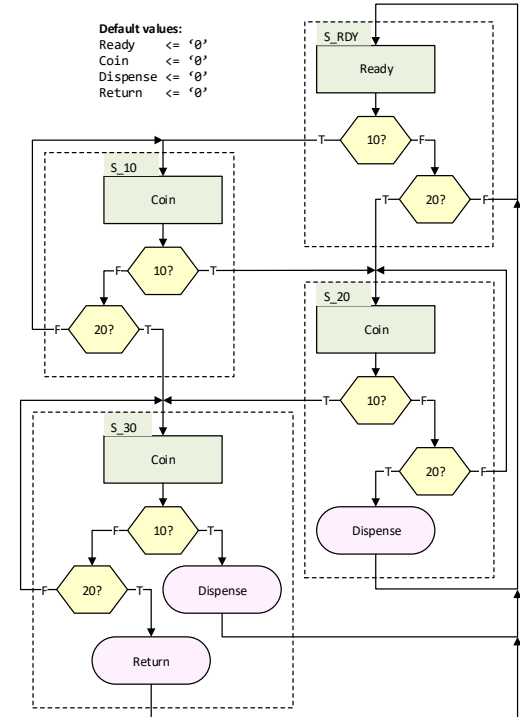 Default values:
Ready <= ‘0’
Coin <= ‘0’
Dispense <= ‘0’
Return <= ‘0’
S_RDY
Ready
T 10? F
T 20? F
S_10
Coin
F 10? T
F 20? T
S_20
Coin
T 10? F
T 20? F
Dispense
S_30
Coin
F 10? T
F 20? T
Dispense
Return